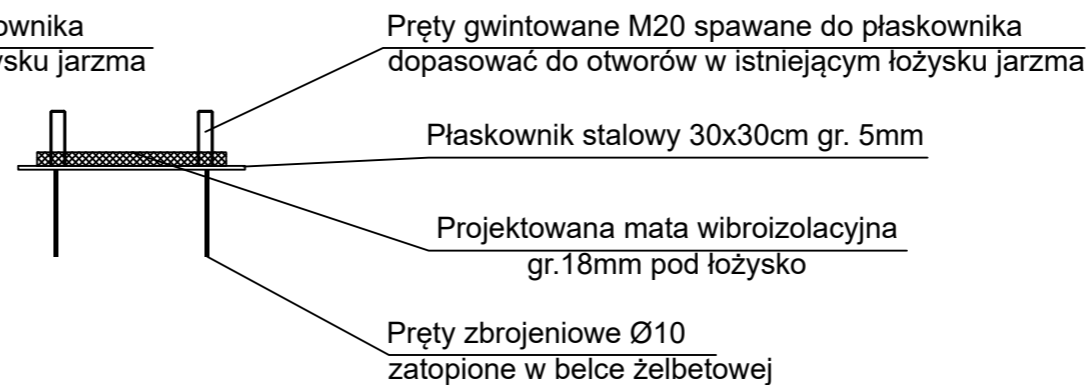 ownika
ysku jarzma
Pręty gwintowane M20 spawane do płaskownika
dopasować do otworów w istniejącym łożysku jarzma
Płaskownik stalowy 30x30cm gr. 5mm
Projektowana mata wibroizolacyjna
gr.18mm pod łożysko
Pręty zbrojeniowe Ø10
zatopione w belce żelbetowej